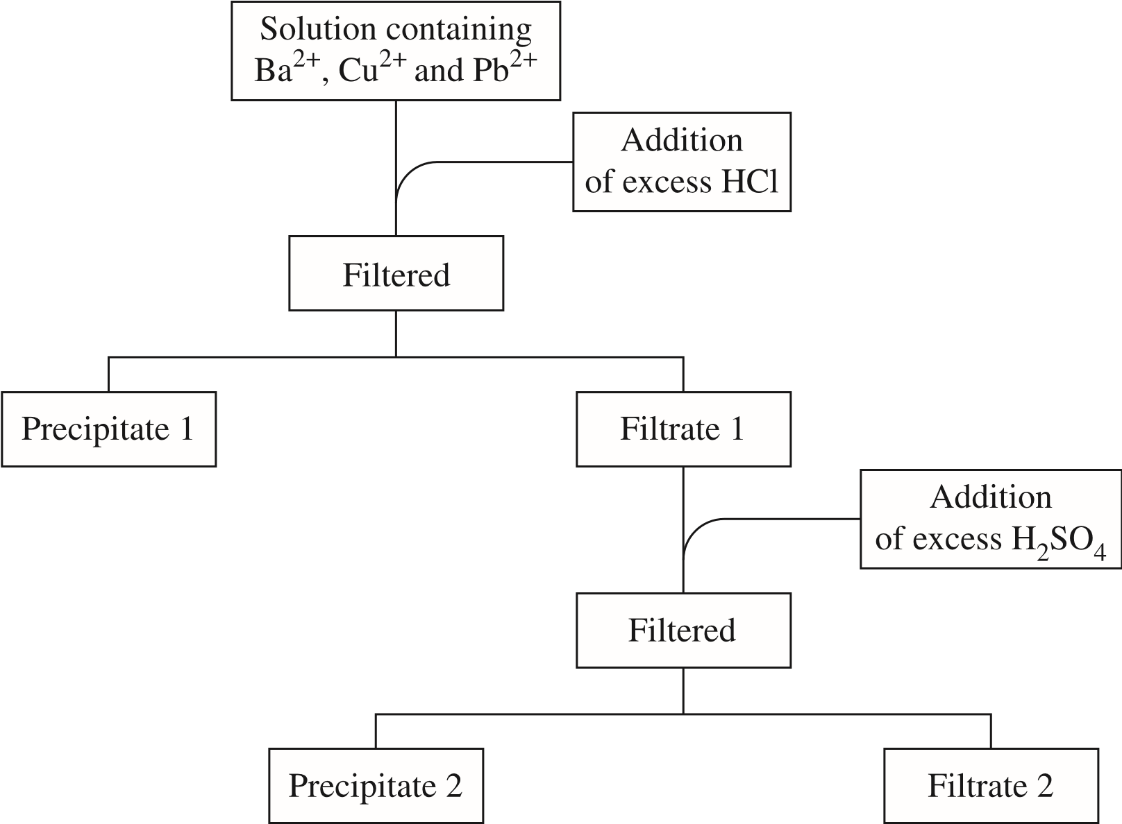 Solution containing
Ba²⁺, Cu²⁺ and Pb²⁺
Addition
of excess HCl
Filtered
Precipitate 1
Filtrate 1
Addition
of excess H₂SO₄
Filtered
Precipitate 2
Filtrate 2